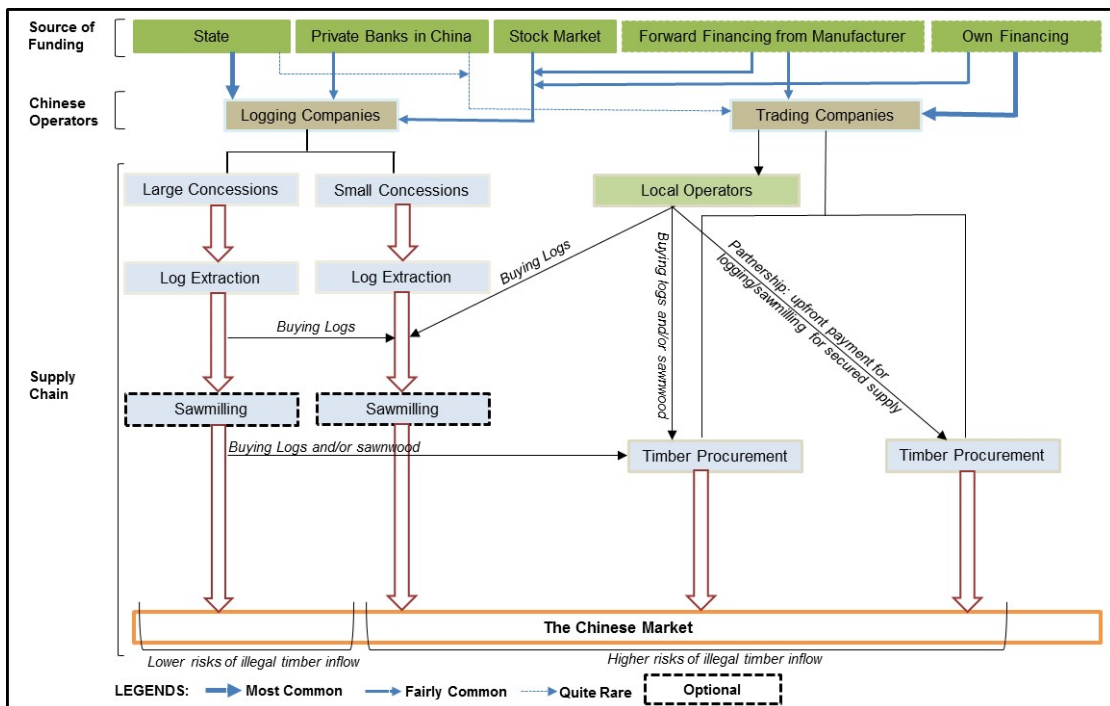 Source of
Funding
State
Private Banks in China
Stock Market
Forward Financing from Manufacturer
Own Financing
Chinese
Operators
Logging Companies
Trading Companies
Large Concessions
Small Concessions
Local Operators
Buying Logs
Buying logs and/or sawnwood
Partnership: upfront payment for
logging/sawmilling for secured supply
Log Extraction
Log Extraction
Buying Logs
Supply
Chain
Sawmilling
Sawmilling
Buying Logs and/or sawnwood
Timber Procurement
Timber Procurement
The Chinese Market
Lower risks of illegal timber inflow
Higher risks of illegal timber inflow
LEGENDS:
Most Common
Fairly Common
Quite Rare
Optional